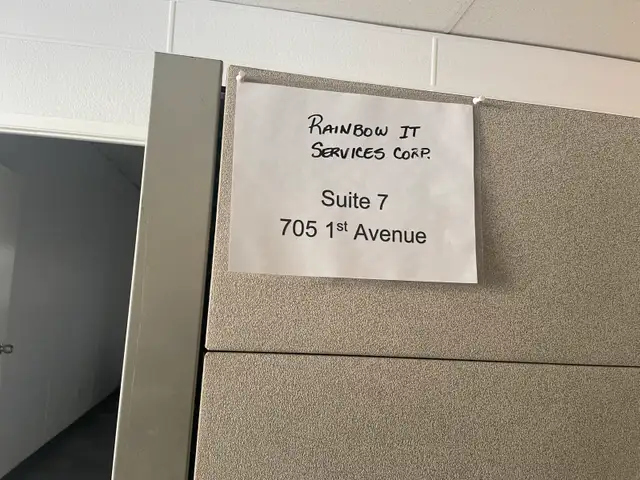 RAINBOW IT
SERVICES CORP.
Suite 7
705 1st Avenue